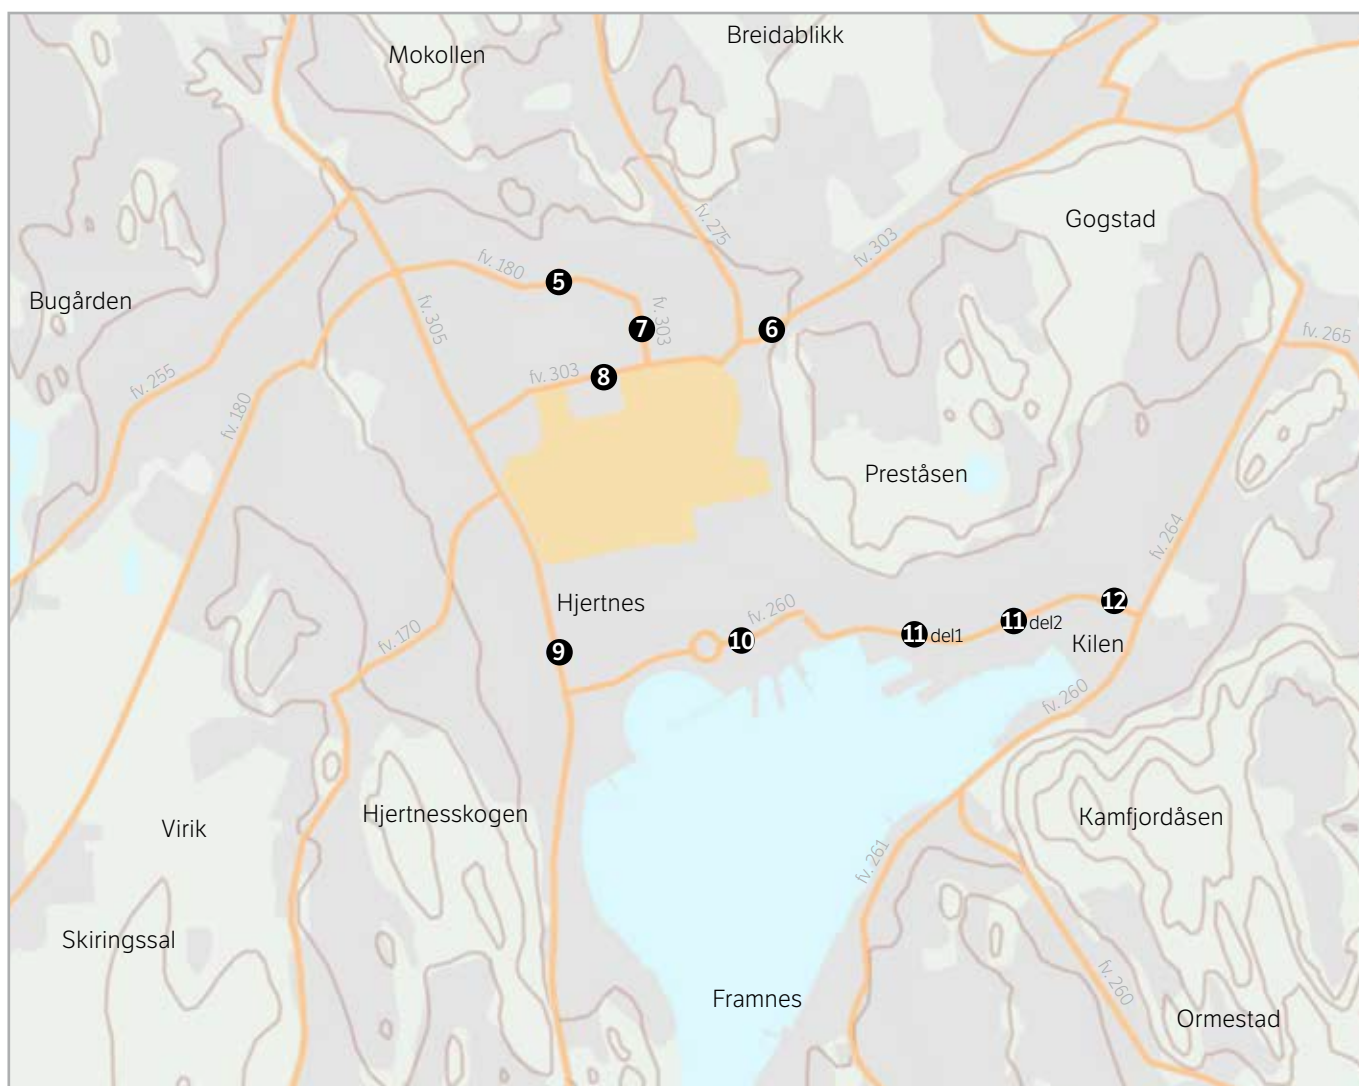 Breidablikk
Mokollen
Gogstad
fv. 275
fv. 303
fv. 180
5
Bugården
fv. 305
fv. 303
7
6
fv. 265
fv. 255
fv. 303
8
fv. 180
Preståsen
fv. 264
Hjertnes
fv. 260
12
11 del1
11 del2
10
fv. 170
9
Kilen
fv. 260
Hjertnesskogen
Kamfjordåsen
Virik
fv. 261
Skiringssal
fv. 260
Framnes
Ormestad